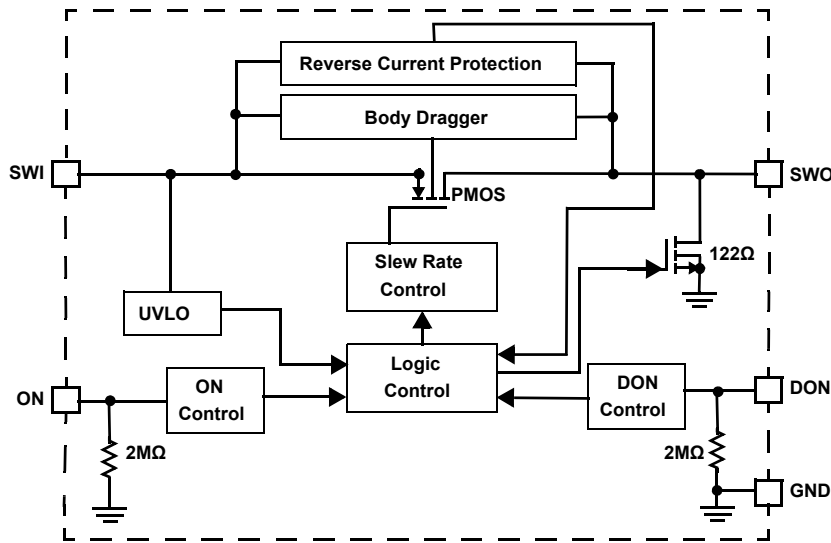 Reverse Current Protection
Body Dragger
SWI
SWO
PMOS
122Ω
Slew Rate
Control
UVLO
Logic
Control
ON
ON
Control
DON
Control
DON
2MΩ
2MΩ
GND